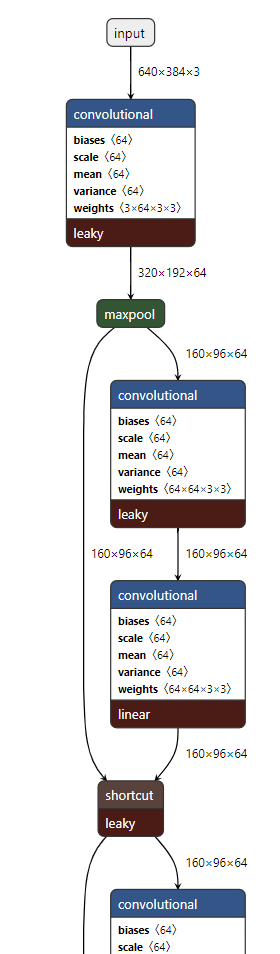 input
640×384×3
convolutional
biases 〈64〉
scale 〈64〉
mean 〈64〉
variance 〈64〉
weights 〈3×64×3×3〉
leaky
320×192×64
maxpool
160×96×64
convolutional
biases 〈64〉
scale 〈64〉
mean 〈64〉
variance 〈64〉
weights 〈64×64×3×3〉
leaky
160×96×64 160×96×64
convolutional
biases 〈64〉
scale 〈64〉
mean 〈64〉
variance 〈64〉
weights 〈64×64×3×3〉
linear
160×96×64
shortcut
leaky
160×96×64
convolutional
biases 〈64〉
scale 〈64〉